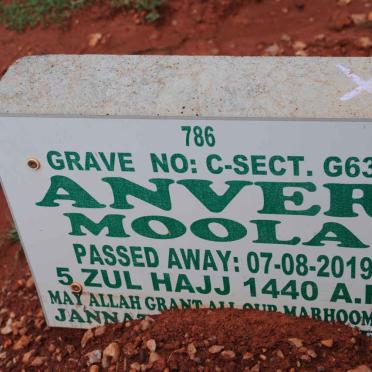 786
GRAVE NO: C-SECT. G63
ANVER
MOOLA
PASSED AWAY: 07-08-2019
5 ZUL HAJJ 1440 A.
MAY ALLAH GRANT ALL OUR MARHOOM